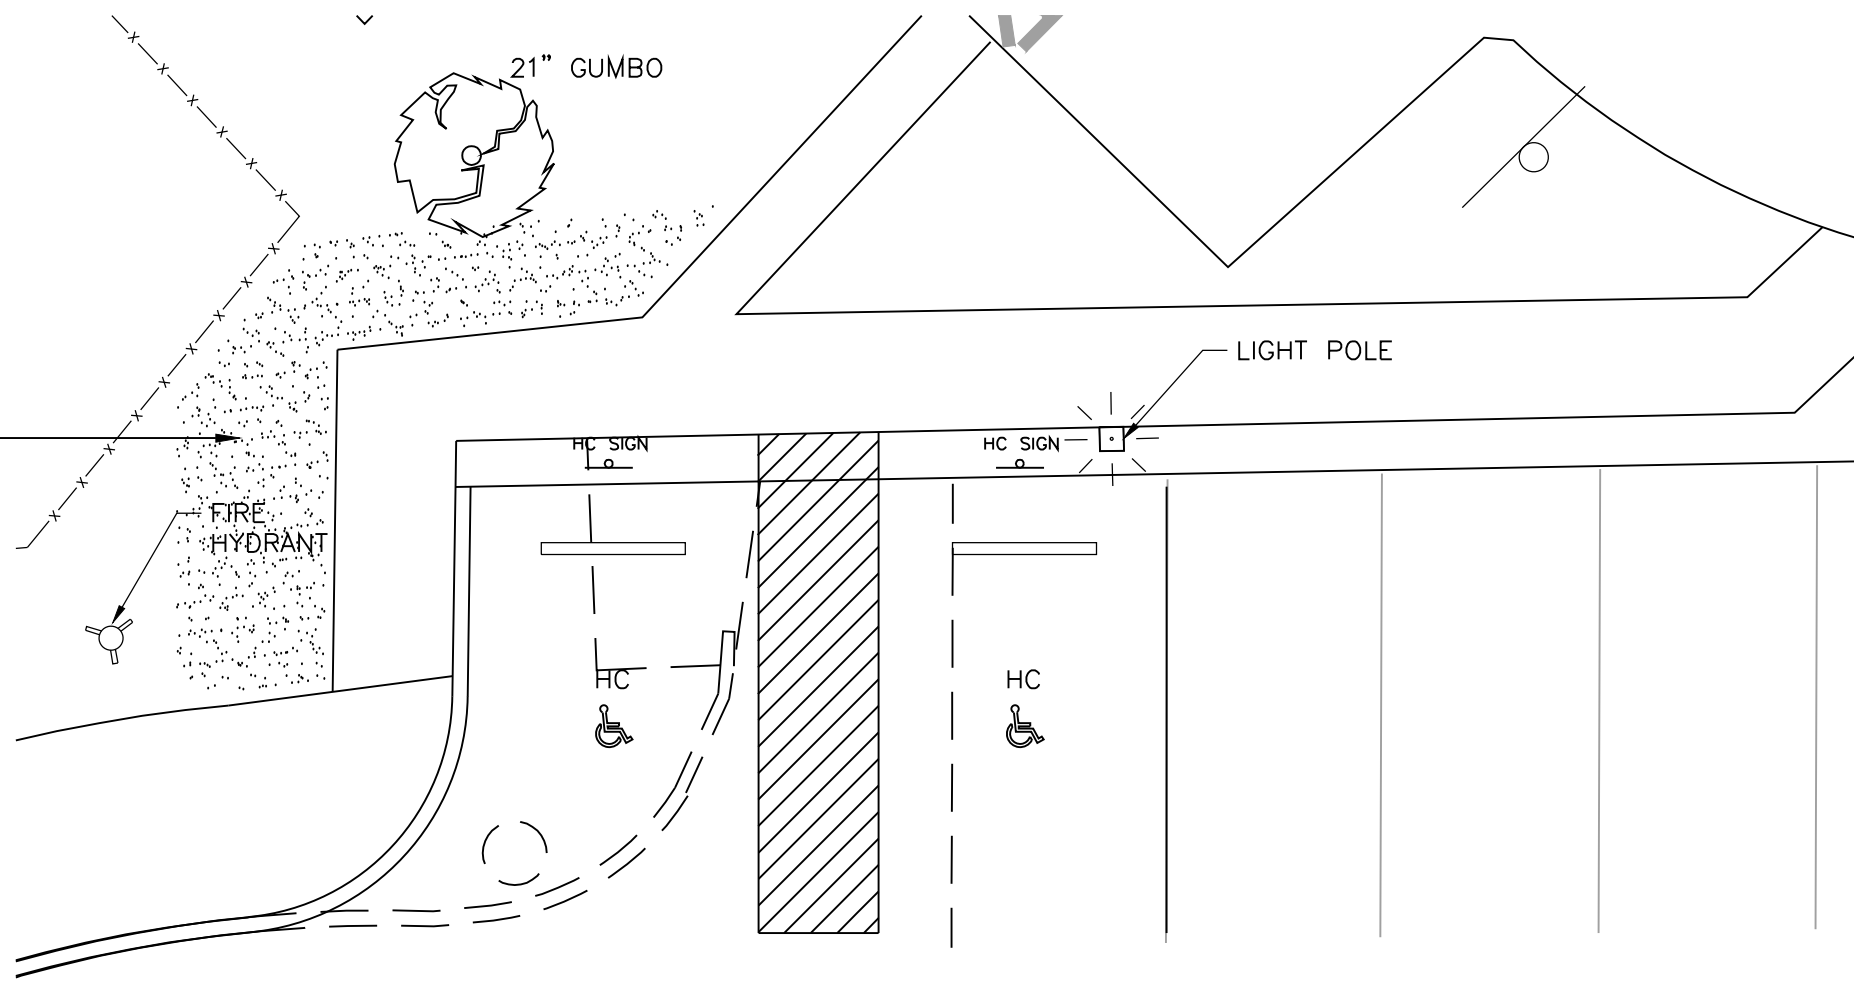 21" GUMBO
LIGHT POLE
HC SIGN
HC SIGN
FIRE
HYDRANT
HC
HC